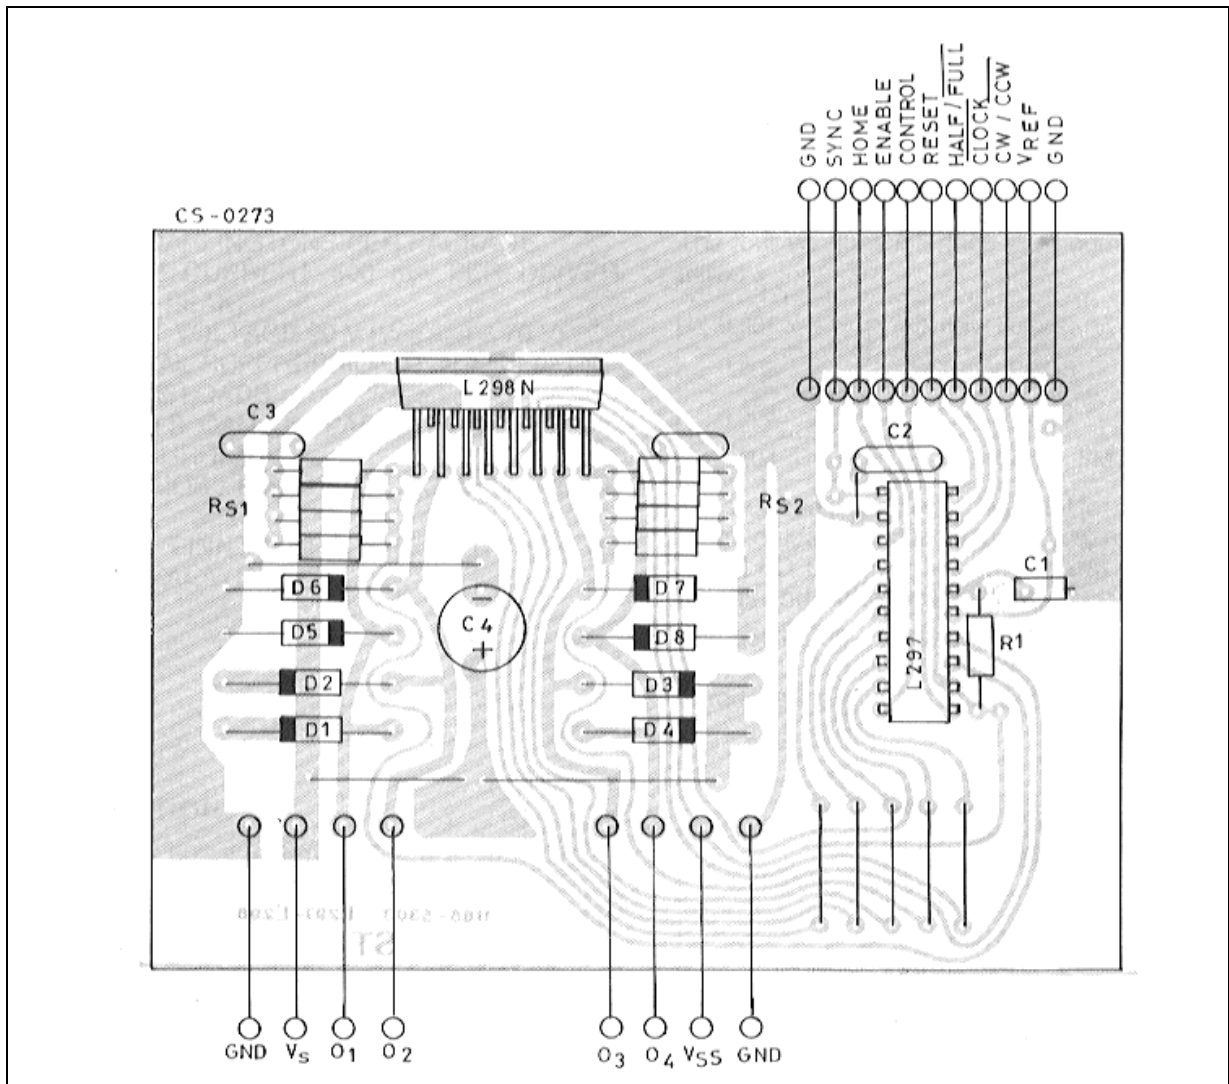 GND
SYNC
HOME
ENABLE
CONTROL
RESET
HALF/FULL
CLOCK
CW / CCW
VREF
GND
CS-0273
L298N
C3
C2
RS1
RS2
C1
D6
D7
C4
D5
D8
R1
L297
D2
D3
D1
D4
-
+
ST
GND VS O1 O2 O3 O4 VSS GND